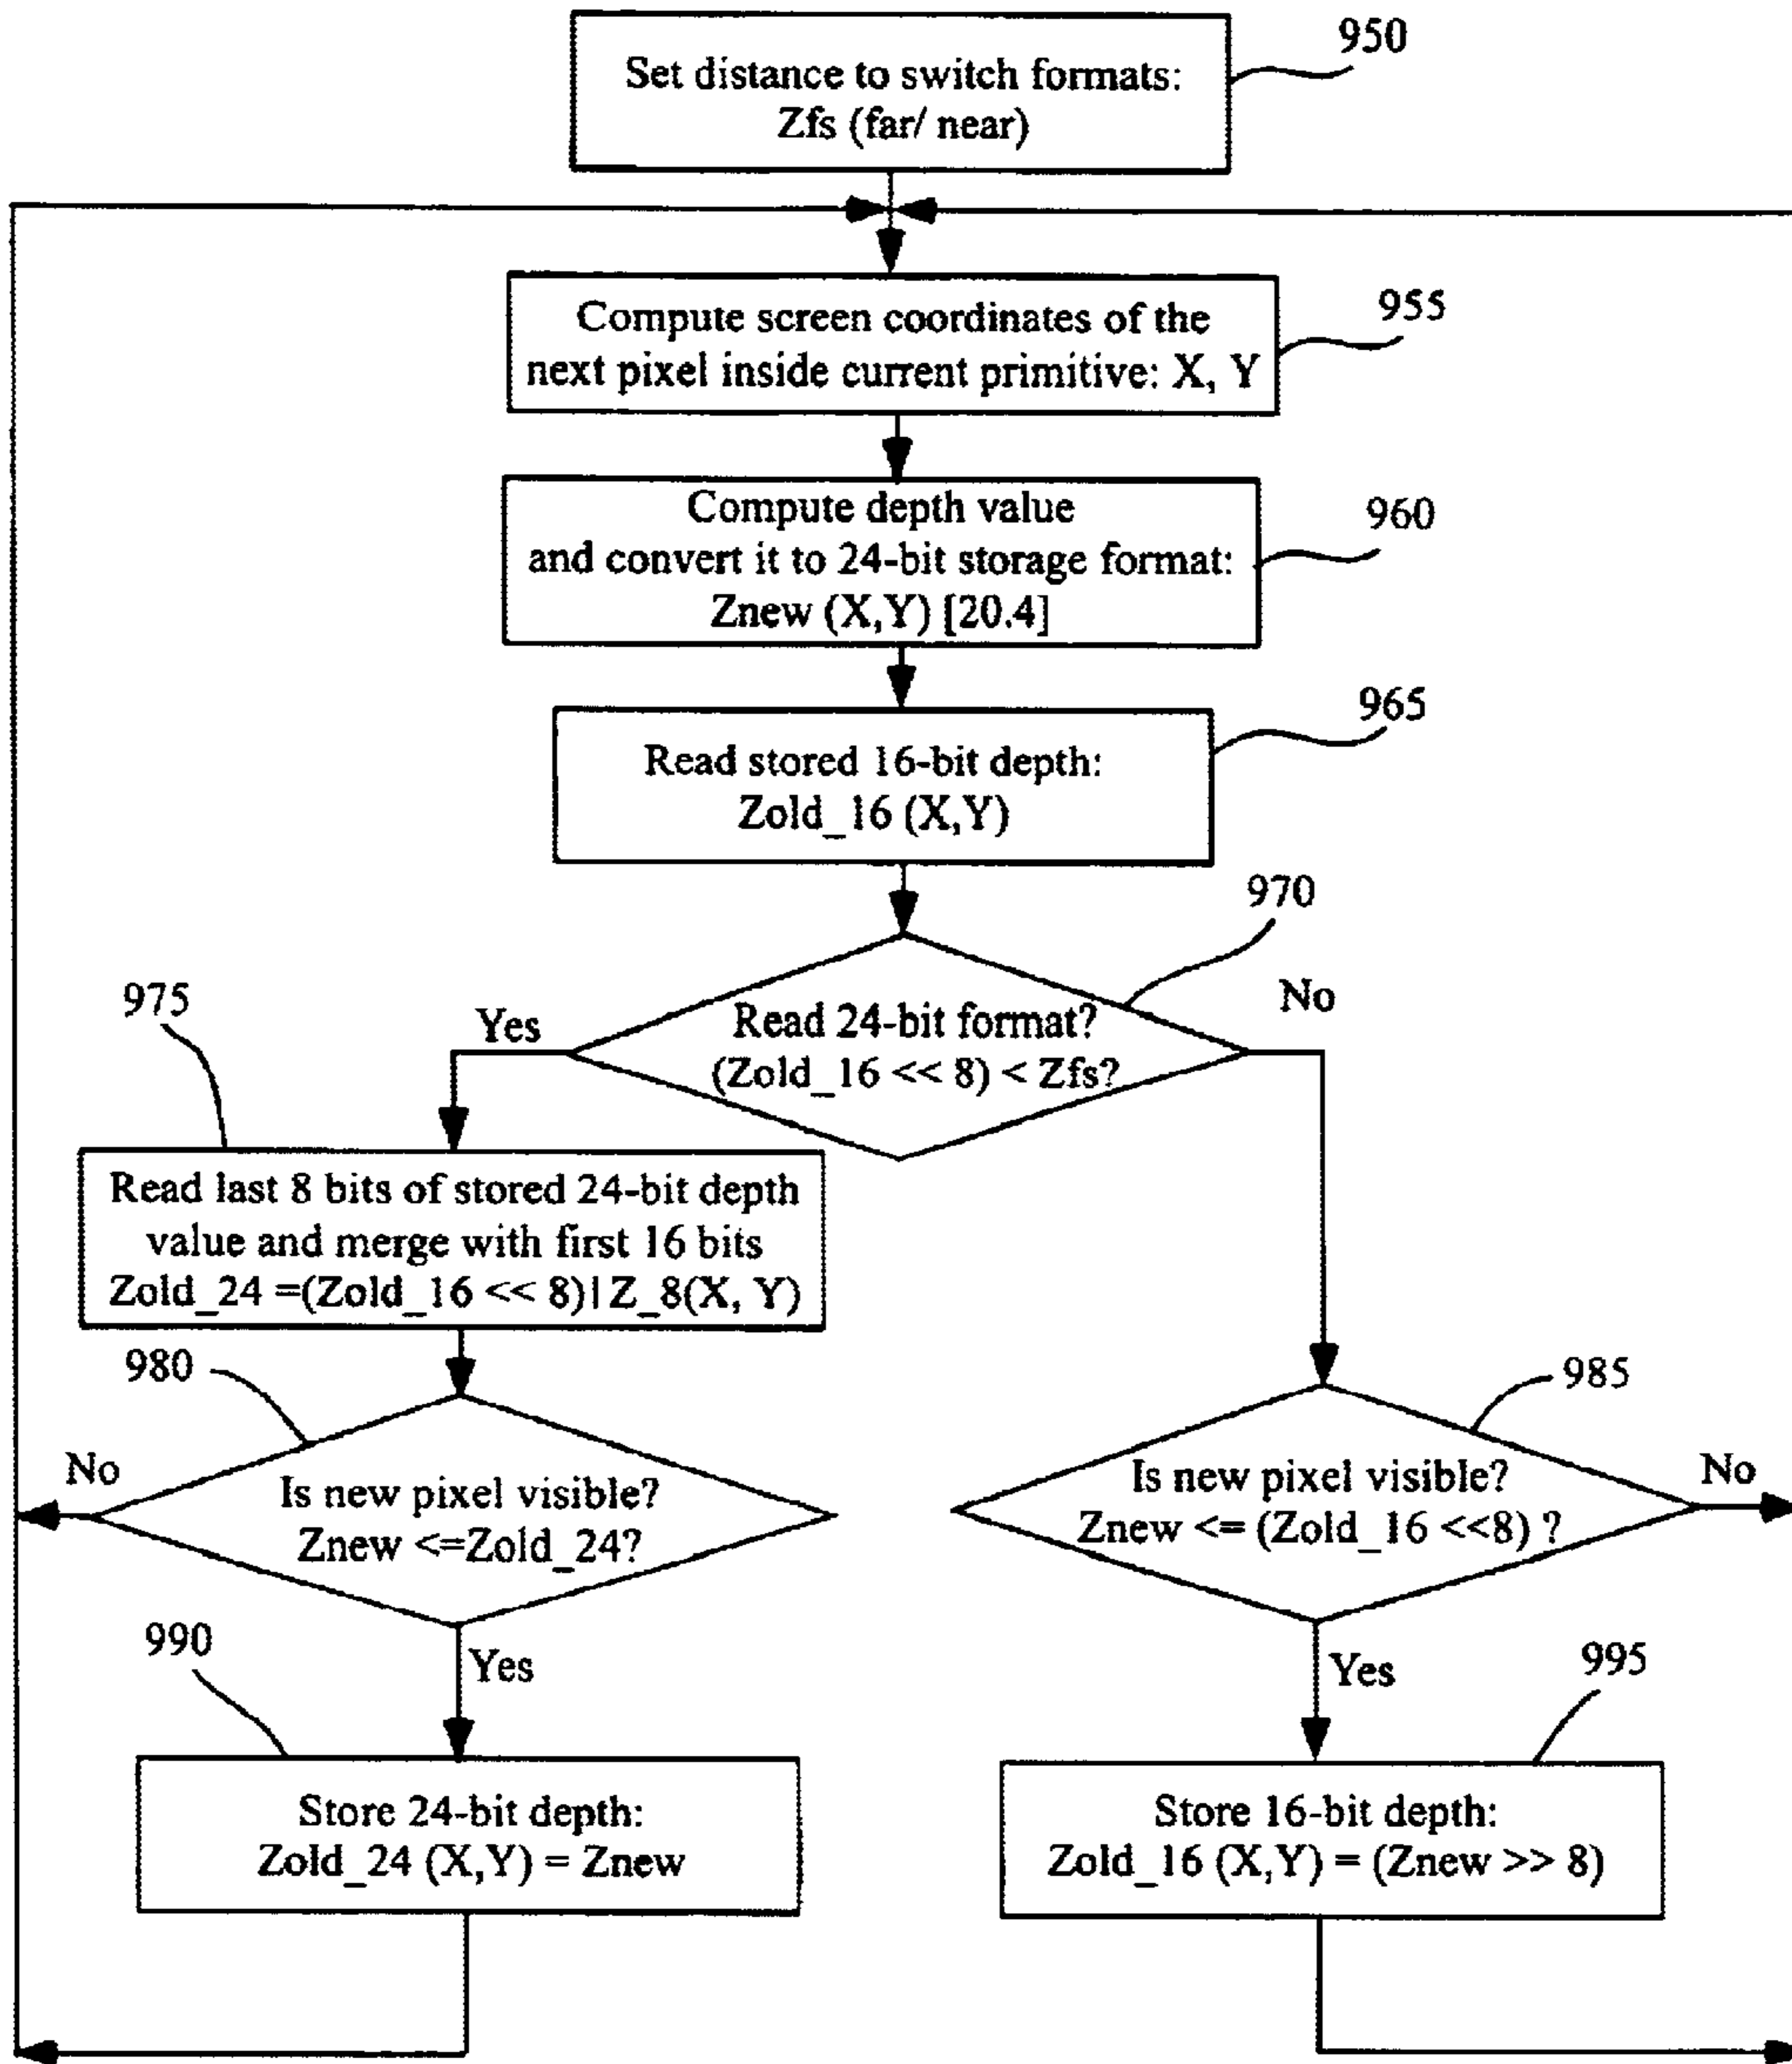 950
Set distance to switch formats:
Zfs (far/ near)
955
Compute screen coordinates of the
next pixel inside current primitive: X, Y
960
Compute depth value
and convert it to 24-bit storage format:
Znew (X,Y) [20.4]
965
Read stored 16-bit depth:
Zold_16 (X,Y)
970
975
Yes
No
Read 24-bit format?
(Zold_16 << 8) < Zfs?
Read last 8 bits of stored 24-bit depth
value and merge with first 16 bits
Zold_24 =(Zold_16 << 8)| Z_8(X, Y)
980
985
No
Is new pixel visible?
Znew <=Zold_24?
Is new pixel visible?
Znew <= (Zold_16 <<8) ?
No
990
Yes
Yes
995
Store 24-bit depth:
Zold_24 (X,Y) = Znew
Store 16-bit depth:
Zold_16 (X,Y) = (Znew >> 8)